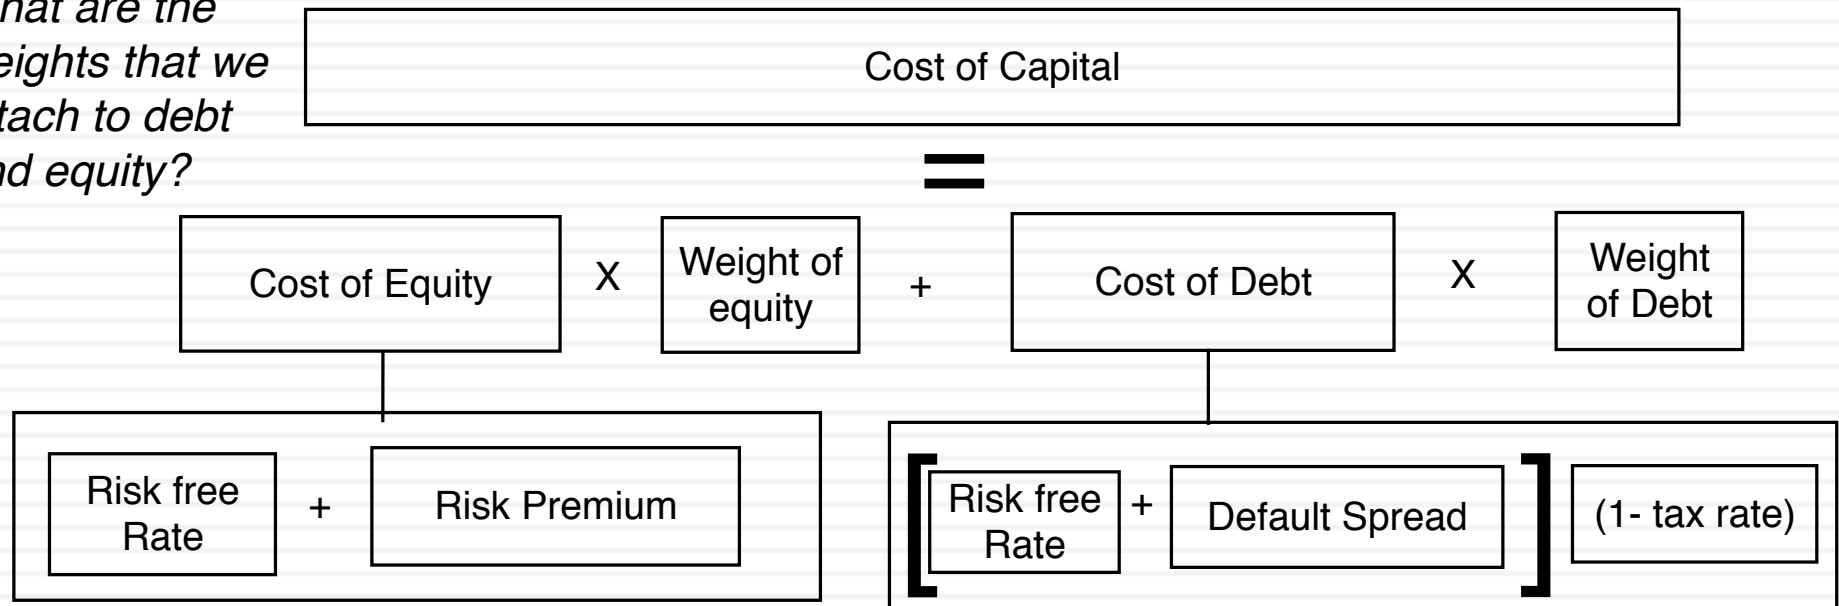 hat are the
eights that we
tach to debt
nd equity?
Cost of Capital
=
Cost of Equity X Weight of equity + Cost of Debt X Weight of Debt
Risk free Rate + Risk Premium
[ Risk free Rate + Default Spread ] (1- tax rate)